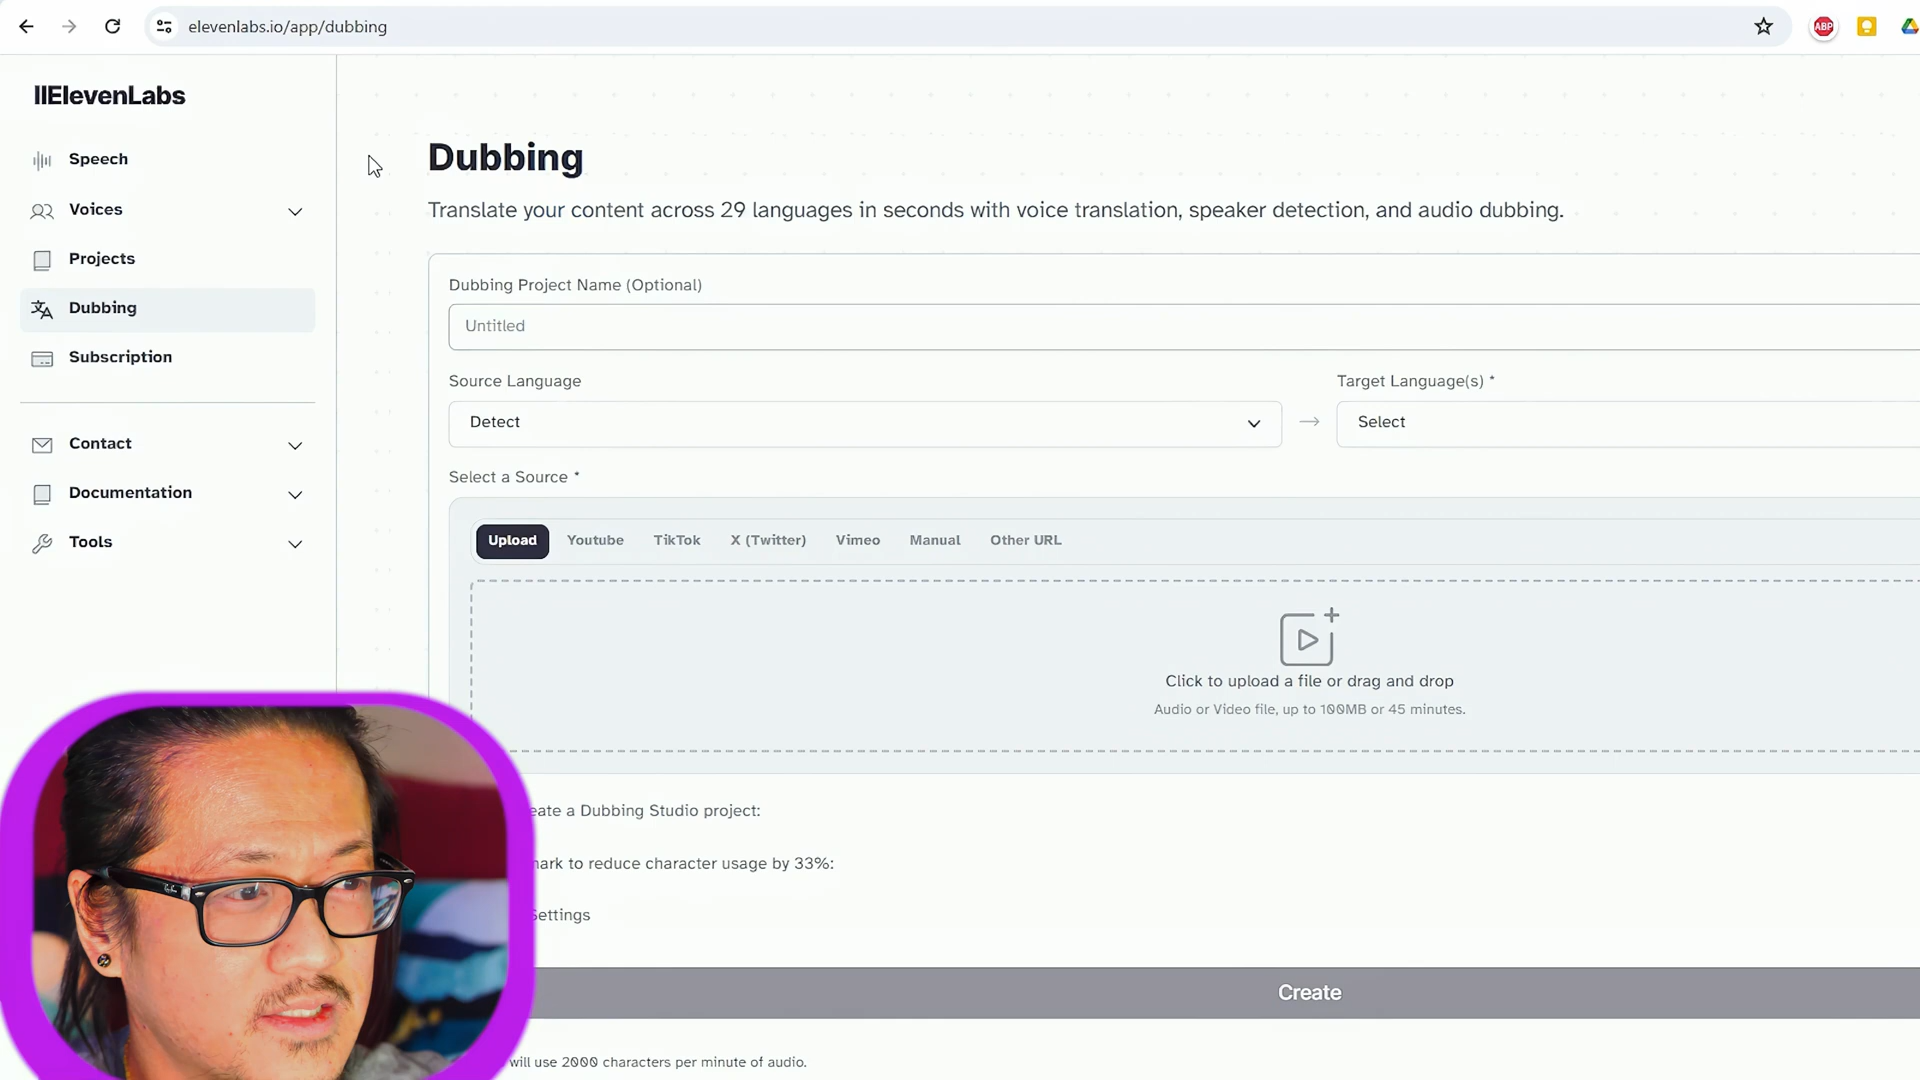 elevenlabs.io/app/dubbing
ABP
IIElevenLabs
Speech
Voices
Projects
Dubbing
Subscription
Contact
Documentation
Tools
Dubbing
Translate your content across 29 languages in seconds with voice translation, speaker detection, and audio dubbing.
Dubbing Project Name (Optional)
Untitled
Source Language
Target Language(s) *
Detect
Select
Select a Source *
Upload Youtube TikTok X (Twitter) Vimeo Manual Other URL
Click to upload a file or drag and drop
Audio or Video file, up to 100MB or 45 minutes.
eate a Dubbing Studio project:
mark to reduce character usage by 33%:
Settings
Create
will use 2000 characters per minute of audio.
Ray-Ban